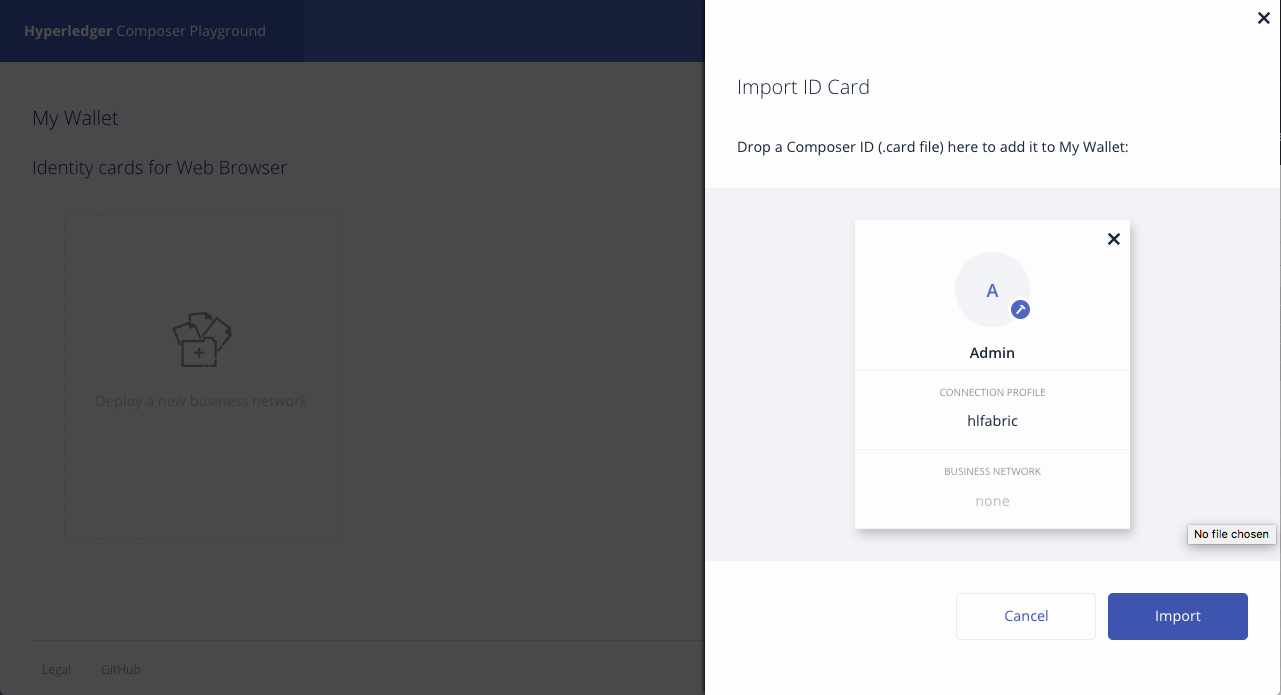 Hyperledger Composer Playground
My Wallet
Identity cards for Web Browser
Deploy a new business network
Legal
GitHub
Import ID Card
Drop a Composer ID (.card file) here to add it to My Wallet:
A
Admin
CONNECTION PROFILE
hlfabric
BUSINESS NETWORK
none
No file chosen
Cancel
Import